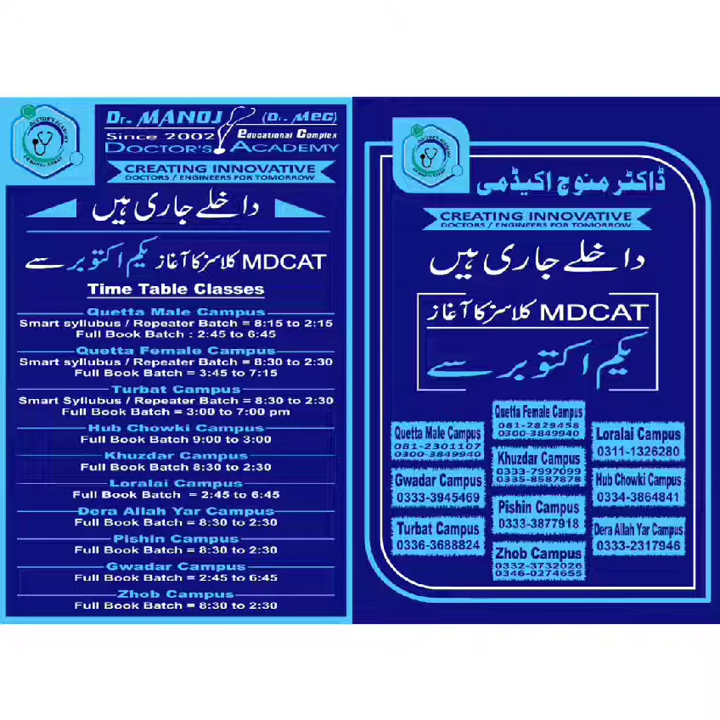 Dr. MANOJ (Dr. MEG)
Since 2002 Educational Complex
DOCTOR'S ACADEMY
CREATING INNOVATIVE
DOCTORS / ENGINEERS FOR TOMORROW
داخلے جاری ہیں
MDCAT کلاسز کا آغاز یکم اکتوبر سے
Time Table Classes
Quetta Male Campus
Smart syllubus / Repeater Batch = 8:15 to 2:15
Full Book Batch : 2:45 to 6:45
Quetta Female Campus
Smart syllubus / Repeater Batch = 8:30 to 2:30
Full Book Batch = 3:45 to 7:15
Turbat Campus
Smart Syllubus / Repeater Batch = 8:30 to 2:30
Full Book Batch = 3:00 to 7:00 pm
Hub Chowki Campus
Full Book Batch 9:00 to 3:00
Khuzdar Campus
Full Book Batch 8:30 to 2:30
Loralai Campus
Full Book Batch = 2:45 to 6:45
Dera Allah Yar Campus
Full Book Batch = 8:30 to 2:30
Pishin Campus
Full Book Batch = 8:30 to 2:30
Gwadar Campus
Full Book Batch = 2:45 to 6:45
Zhob Campus
Full Book Batch = 8:30 to 2:30
ڈاکٹر منوج اکیڈمی
CREATING INNOVATIVE
DOCTORS / ENGINEERS FOR TOMORROW
داخلے جاری ہیں
MDCAT کلاسز کا آغاز
یکم اکتوبر سے
Quetta Male Campus
081-2301107
0300-3849940
Gwadar Campus
0333-3945469
Turbat Campus
0336-3688824
Quetta Female Campus
081-2829458
0300-3849940
Khuzdar Campus
0333-7997099
0335-8587878
Pishin Campus
0333-3877918
Zhob Campus
0332-3732026
0346-0274655
Loralai Campus
0311-1326280
Hub Chowki Campus
0334-3864841
Dera Allah Yar Campus
0333-2317946